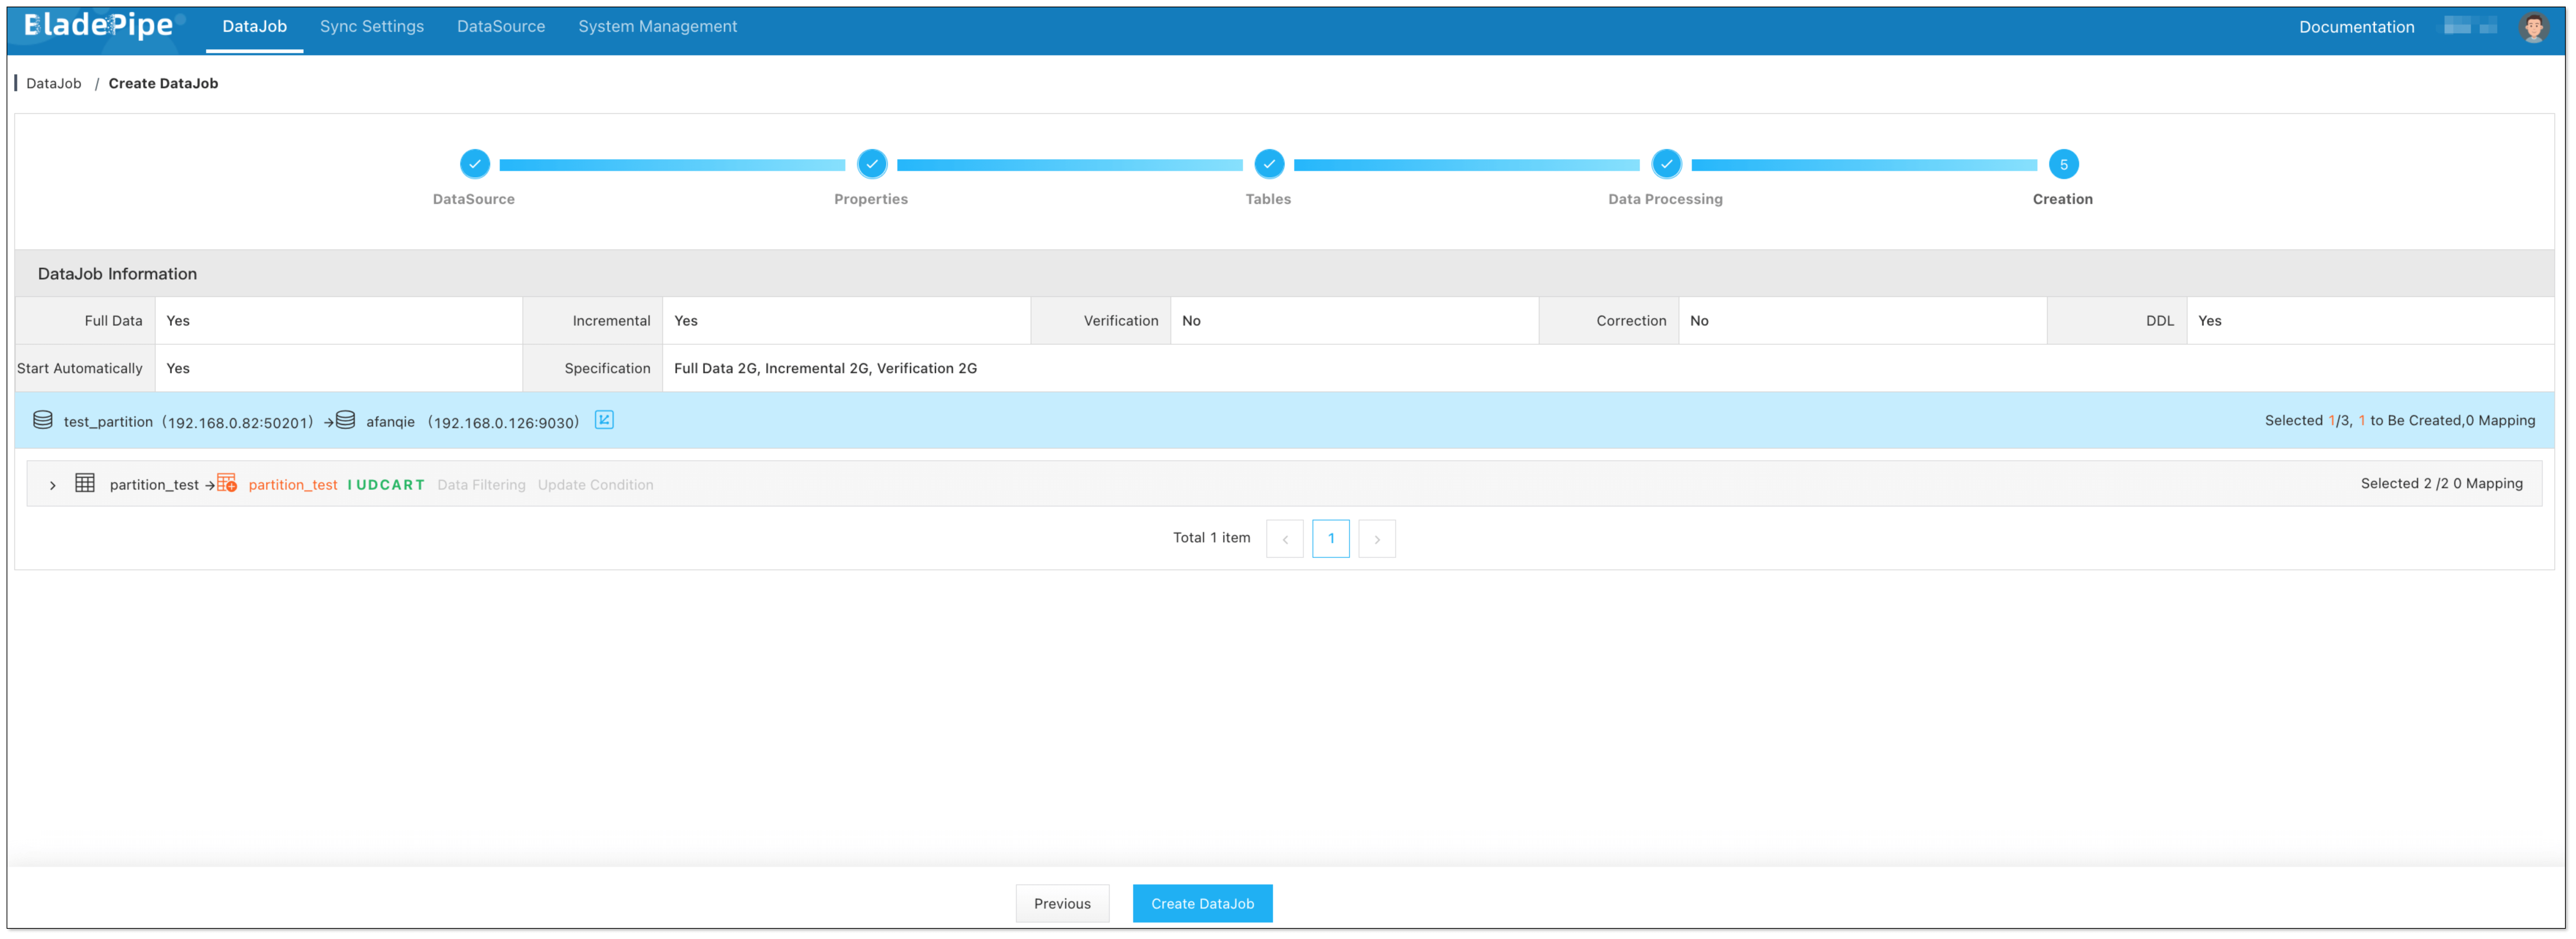 BladePipe DataJob Sync Settings DataSource System Management Documentation
DataJob / Create DataJob
5
DataSource Properties Tables Data Processing Creation
DataJob Information
Full Data Yes Incremental Yes Verification No Correction No DDL Yes
Start Automatically Yes Specification Full Data 2G, Incremental 2G, Verification 2G
test_partition (192.168.0.82:50201) → afanqie (192.168.0.126:9030) Selected 1/3, 1 to Be Created,0 Mapping
partition_test → partition_test I U D C A R T Data Filtering Update Condition Selected 2 /2 0 Mapping
Total 1 item < 1 >
Previous Create DataJob